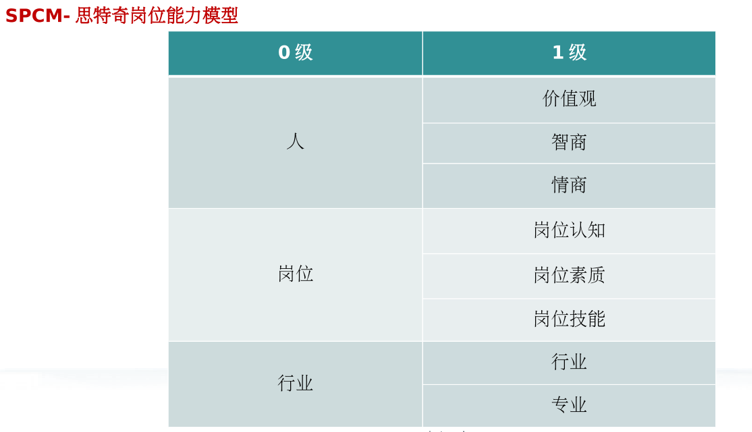 SPCM- 思特奇岗位能力模型
0 级 1 级
人
价值观
智商
情商
岗位
岗位认知
岗位素质
岗位技能
行业
行业
专业